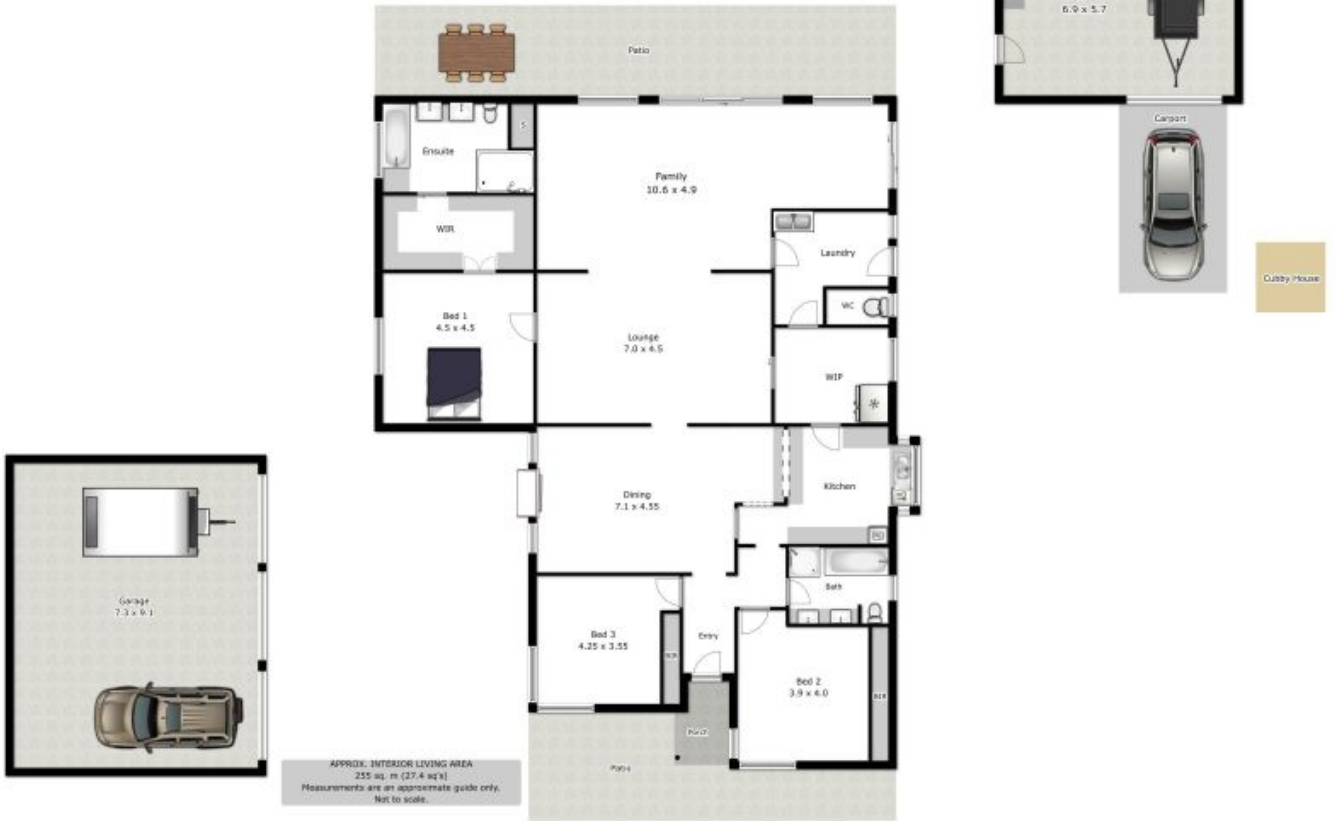 6.9 x 5.7
Patio
Carport
Ensuite
S
Family
10.6 x 4.9
WIR
Laundry
Cubby House
WC
Bed 1
4.5 x 4.5
Lounge
7.0 x 4.5
WIP
Kitchen
Dining
7.1 x 4.55
Bath
Garage
7.3 x 9.1
Bed 3
4.25 x 3.55
Entry
BIR
Bed 2
3.9 x 4.0
BIR
Porch
Patio
APPROX. INTERIOR LIVING AREA
255 sq. m (27.4 sq's)
Measurements are an approximate guide only.
Not to scale.